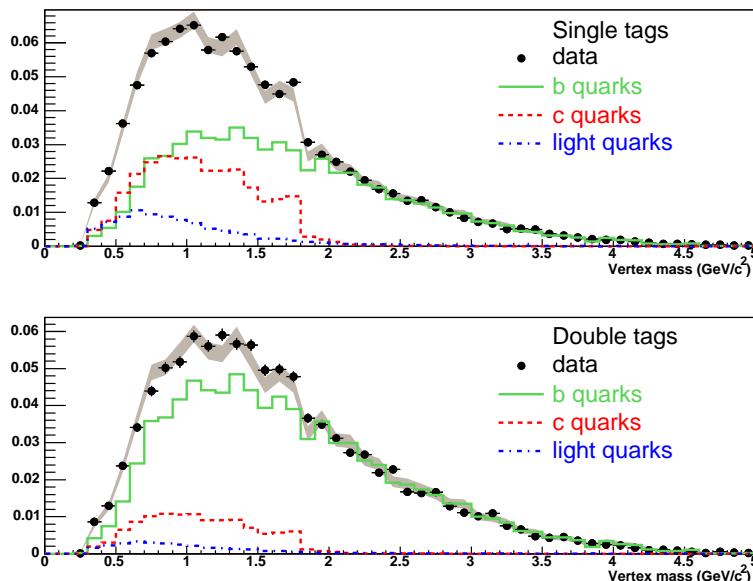 Single tags
data
b quarks
c quarks
light quarks
0.06
0.05
0.04
0.03
0.02
0.01
0
0 0.5 1 1.5 2 2.5 3 3.5 4 4.5 5
Vertex mass (GeV/c²)
Double tags
data
b quarks
c quarks
light quarks
0.06
0.05
0.04
0.03
0.02
0.01
0
0 0.5 1 1.5 2 2.5 3 3.5 4 4.5 5
Vertex mass (GeV/c²)